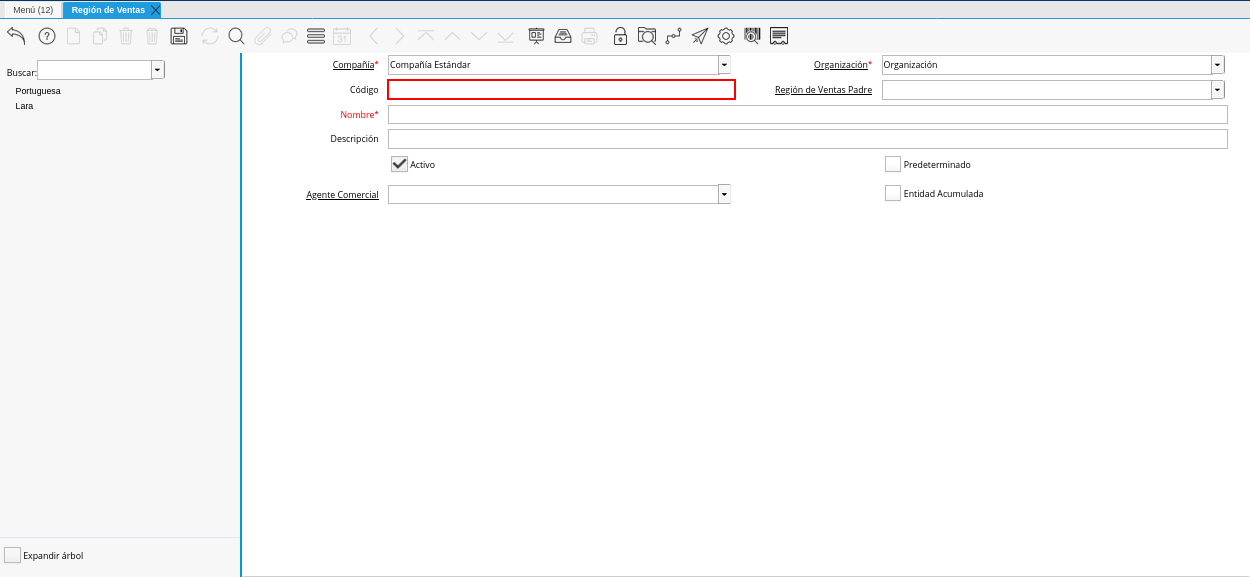 Menú (12) Región de Ventas
31
Buscar:
Portuguesa
Lara
Compañía* Compañía Estándar Organización* Organización
Código Región de Ventas Padre
Nombre*
Descripción
Activo Predeterminado
Agente Comercial Entidad Acumulada
Expandir árbol